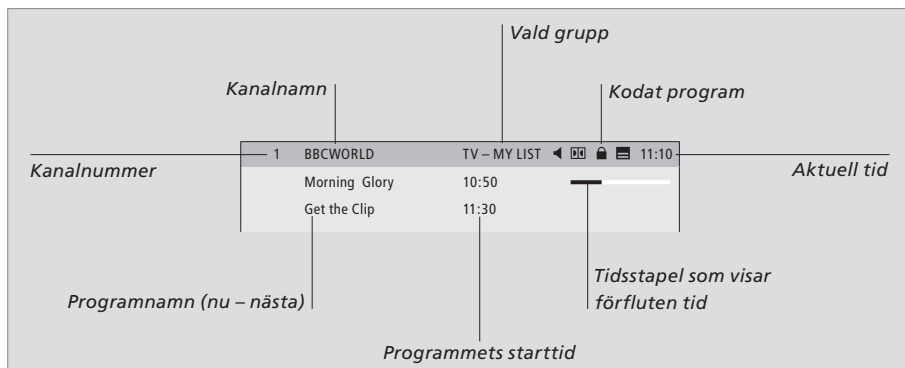 Vald grupp
Kanalnamn
Kodat program
Kanalnummer
1 BBCWORLD TV – MY LIST 11:10
Aktuell tid
Morning Glory 10:50
Get the Clip 11:30
Programnamn (nu – nästa)
Tidsstapel som visar
förfluten tid
Programmets starttid